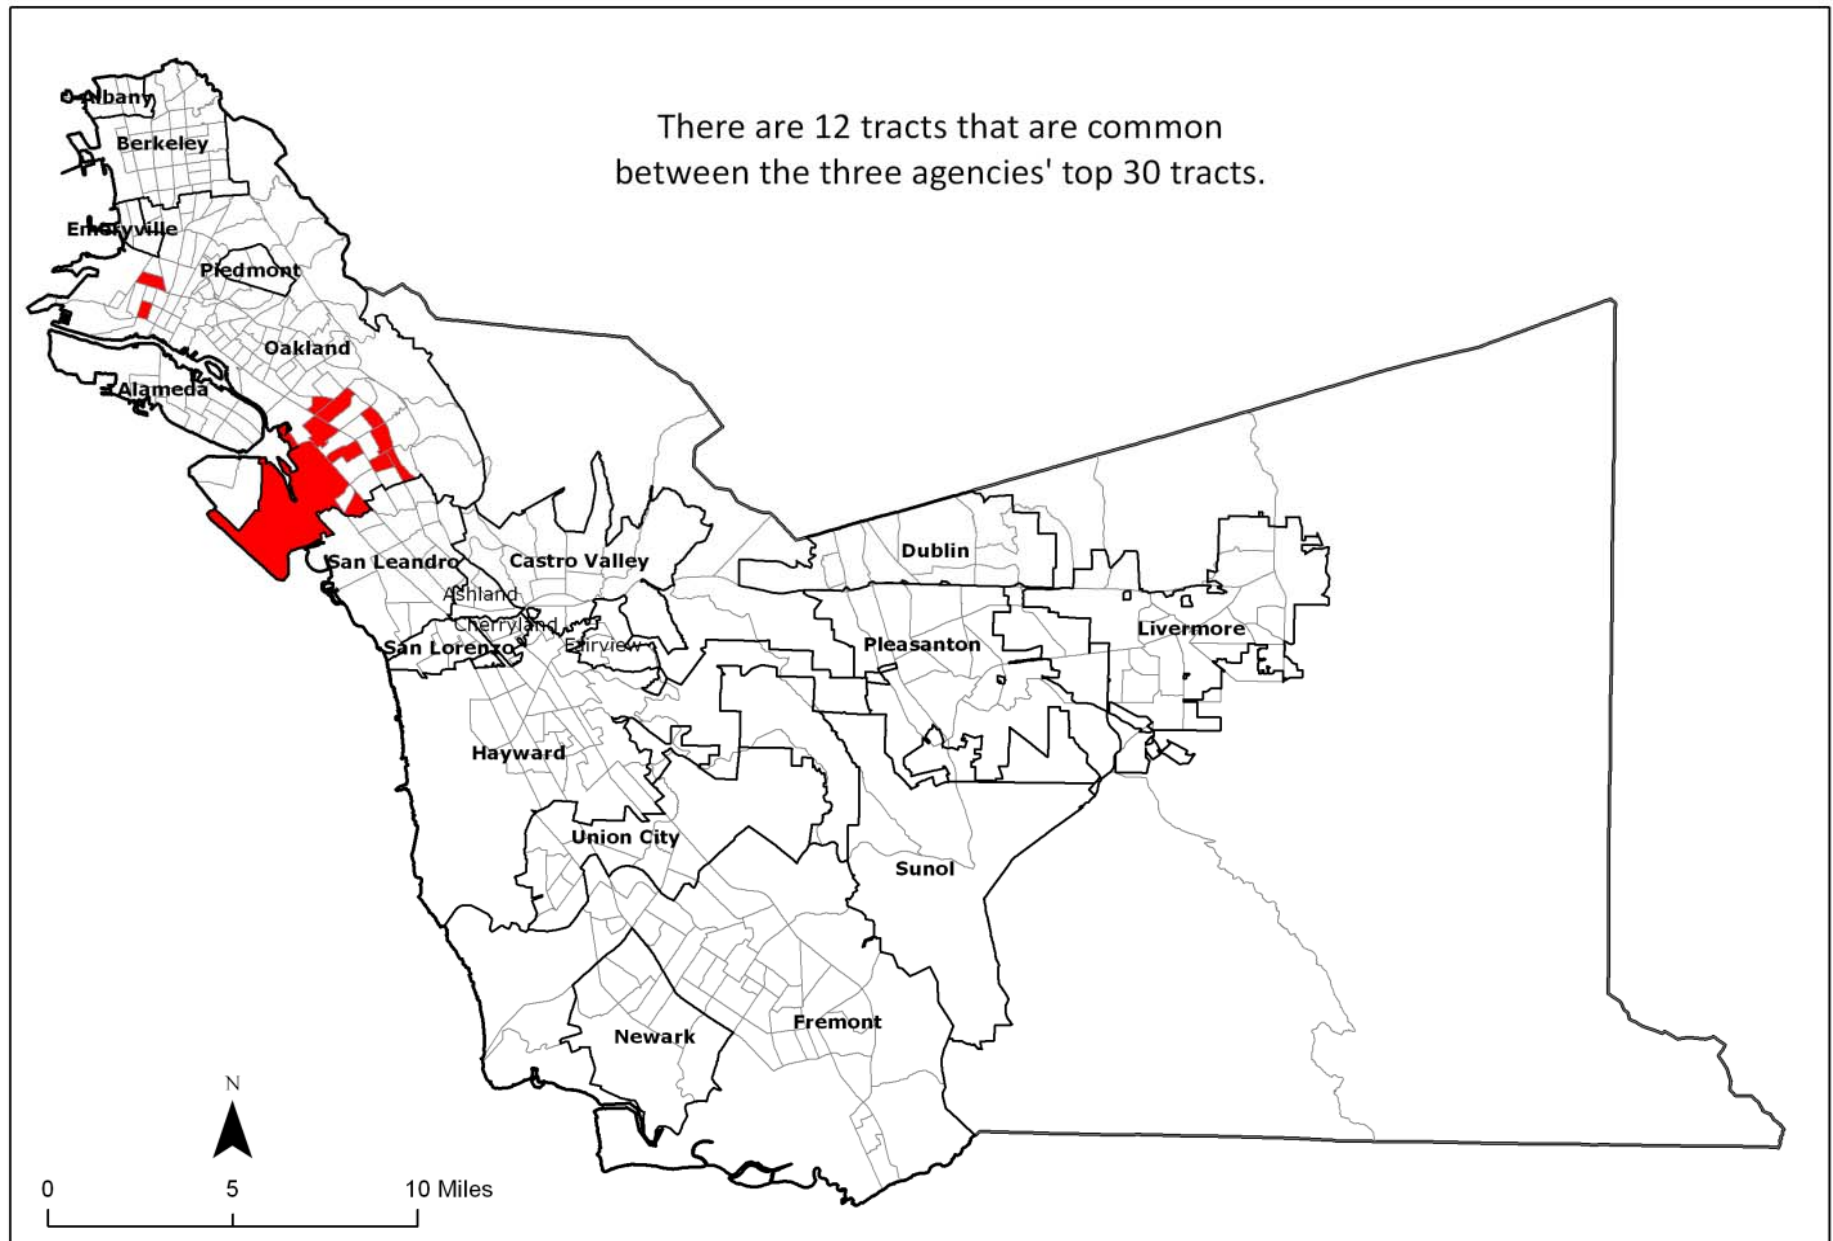 There are 12 tracts that are common
between the three agencies' top 30 tracts.
Albany
Berkeley
Emeryville
Piedmont
Oakland
Alameda
San Leandro
Castro Valley
Dublin
Ashland
Cherryland
San Lorenzo
Fairview
Pleasanton
Livermore
Hayward
Union City
Sunol
Fremont
Newark
N
0 5 10 Miles